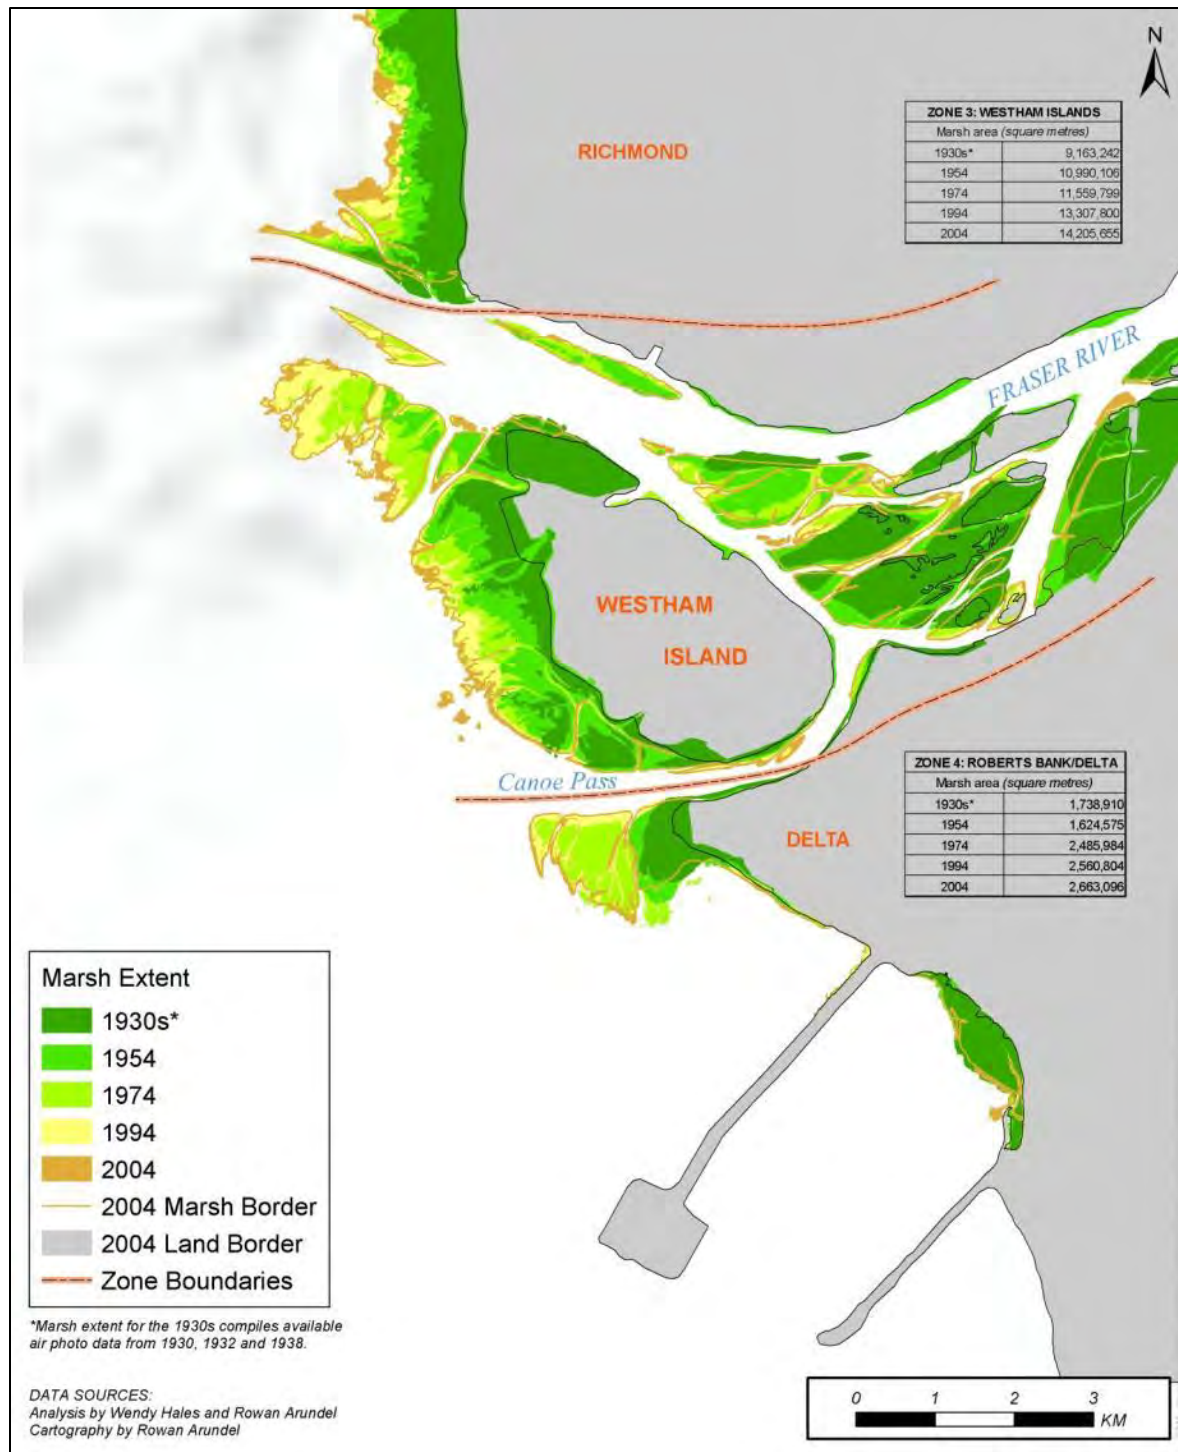 N
ZONE 3: WESTHAM ISLANDS
Marsh area (square metres)
1930s* 9,163,242
1954 10,990,106
1974 11,559,799
1994 13,307,800
2004 14,205,655
RICHMOND
FRASER RIVER
WESTHAM
ISLAND
Canoe Pass
ZONE 4: ROBERTS BANK/DELTA
Marsh area (square metres)
1930s* 1,738,910
1954 1,624,575
1974 2,485,984
1994 2,560,804
2004 2,663,096
DELTA
Marsh Extent
1930s*
1954
1974
1994
2004
2004 Marsh Border
2004 Land Border
Zone Boundaries
*Marsh extent for the 1930s compiles available
air photo data from 1930, 1932 and 1938.
DATA SOURCES:
Analysis by Wendy Hales and Rowan Arundel
Cartography by Rowan Arundel
0 1 2 3
KM